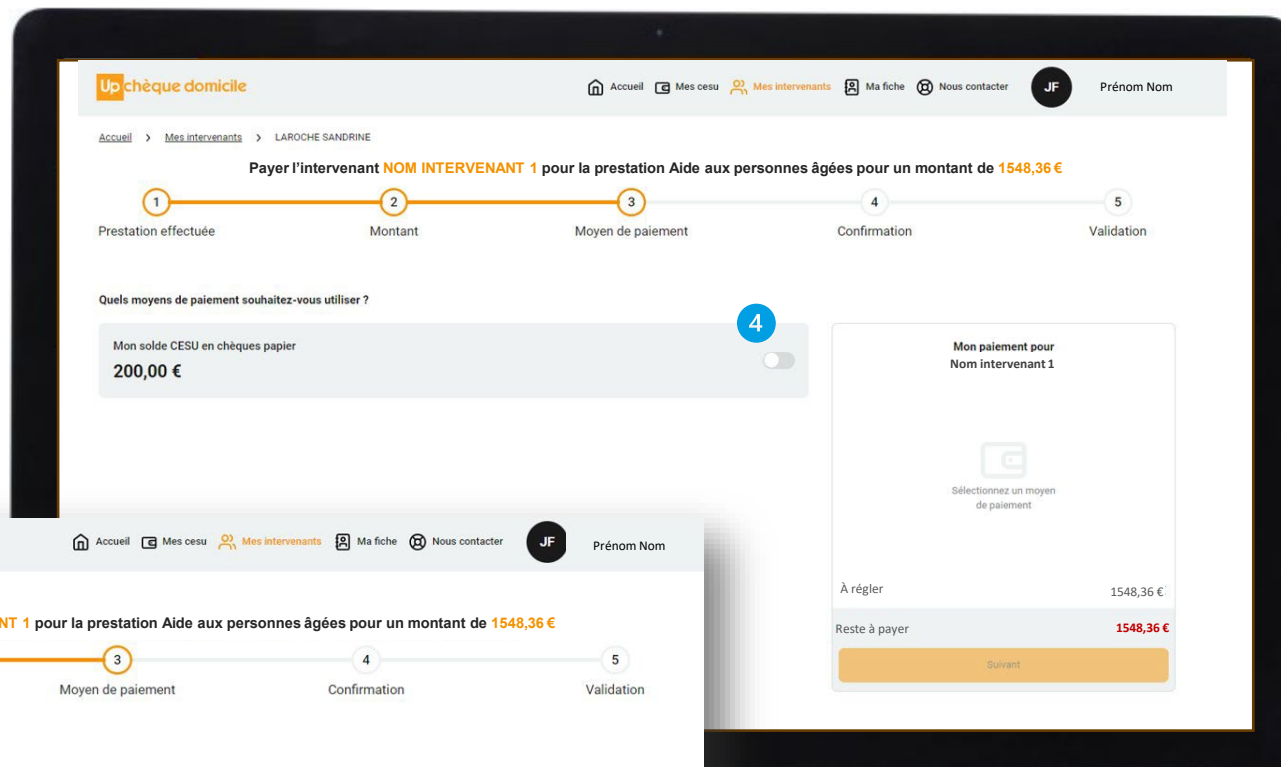 Up chèque domicile
Accueil Mes cesu Mes intervenants Ma fiche Nous contacter JF Prénom Nom
Accueil > Mes intervenants > LAROCHE SANDRINE
Payer l'intervenant NOM INTERVENANT 1 pour la prestation Aide aux personnes âgées pour un montant de 1548,36 €
1 2 3 4 5
Prestation effectuée Montant Moyen de paiement Confirmation Validation
Quels moyens de paiement souhaitez-vous utiliser ?
4
Mon solde CESU en chèques papier
200,00 €
Mon paiement pour
Nom intervenant 1
Sélectionnez un moyen
de paiement
À régler 1548,36 €
Reste à payer 1548,36 €
Suivant
Accueil Mes cesu Mes intervenants Ma fiche Nous contacter JF Prénom Nom
NT 1 pour la prestation Aide aux personnes âgées pour un montant de 1548,36 €
3 4 5
Moyen de paiement Confirmation Validation